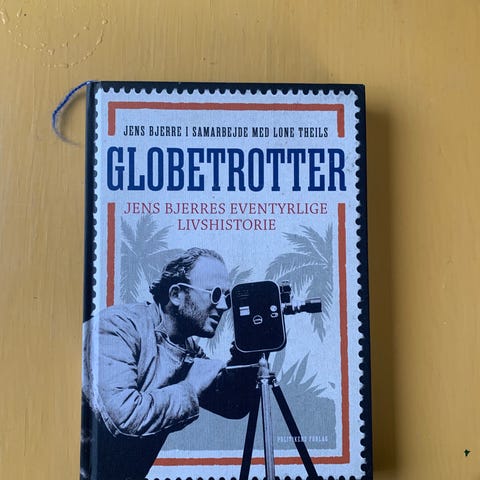 JENS BJERRE I SAMARBEJDE MED LONE THEILS
GLOBETROTTER
JENS BJERRES EVENTYRLIGE
LIVSHISTORIE
POLITIKENS FORLAG